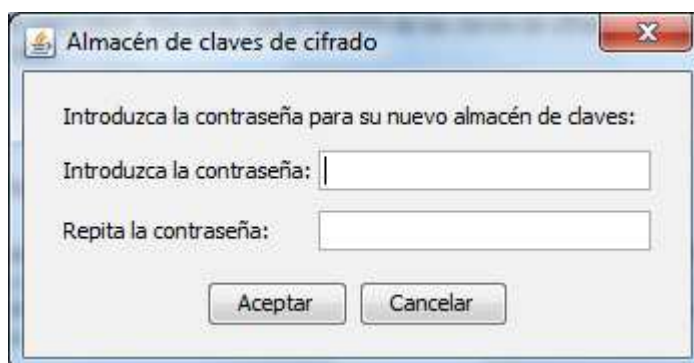 Almacén de claves de cifrado
Introduzca la contraseña para su nuevo almacén de claves:
Introduzca la contraseña:
Repita la contraseña:
Aceptar Cancelar